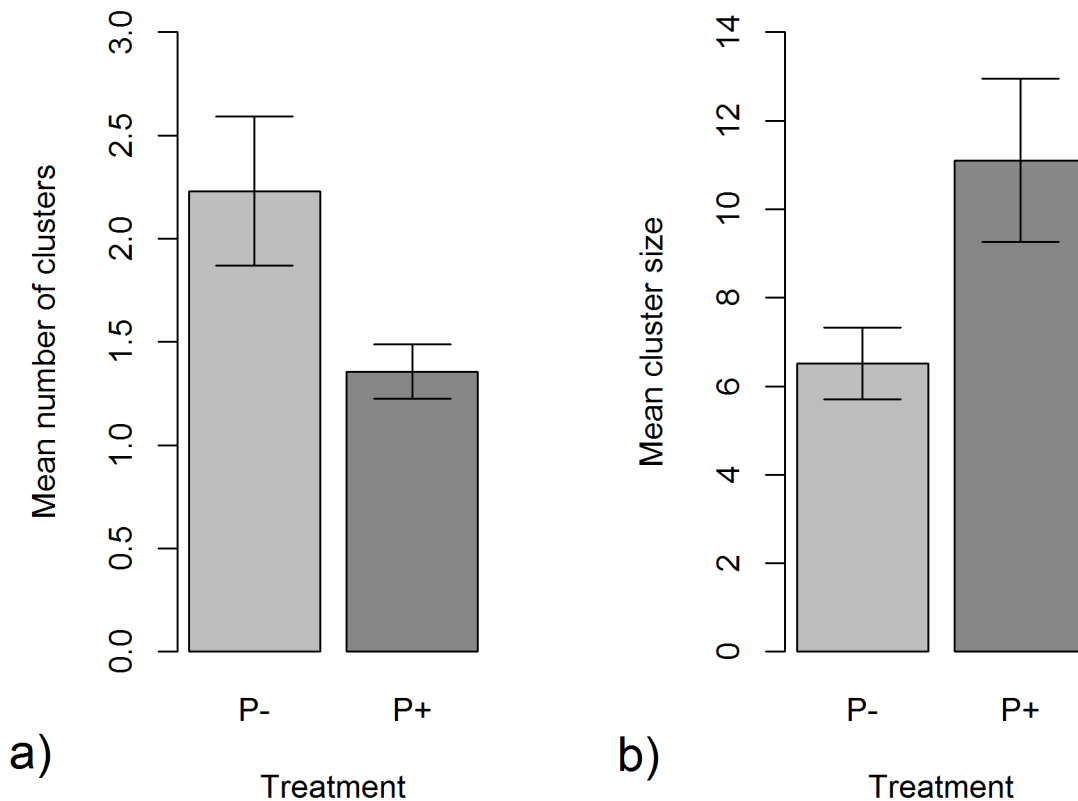 Mean number of clusters
3.0
2.5
2.0
1.5
1.0
0.5
0.0
P- P+
Treatment
a)
Mean cluster size
14
12
10
8
6
4
2
0
P- P+
Treatment
b)